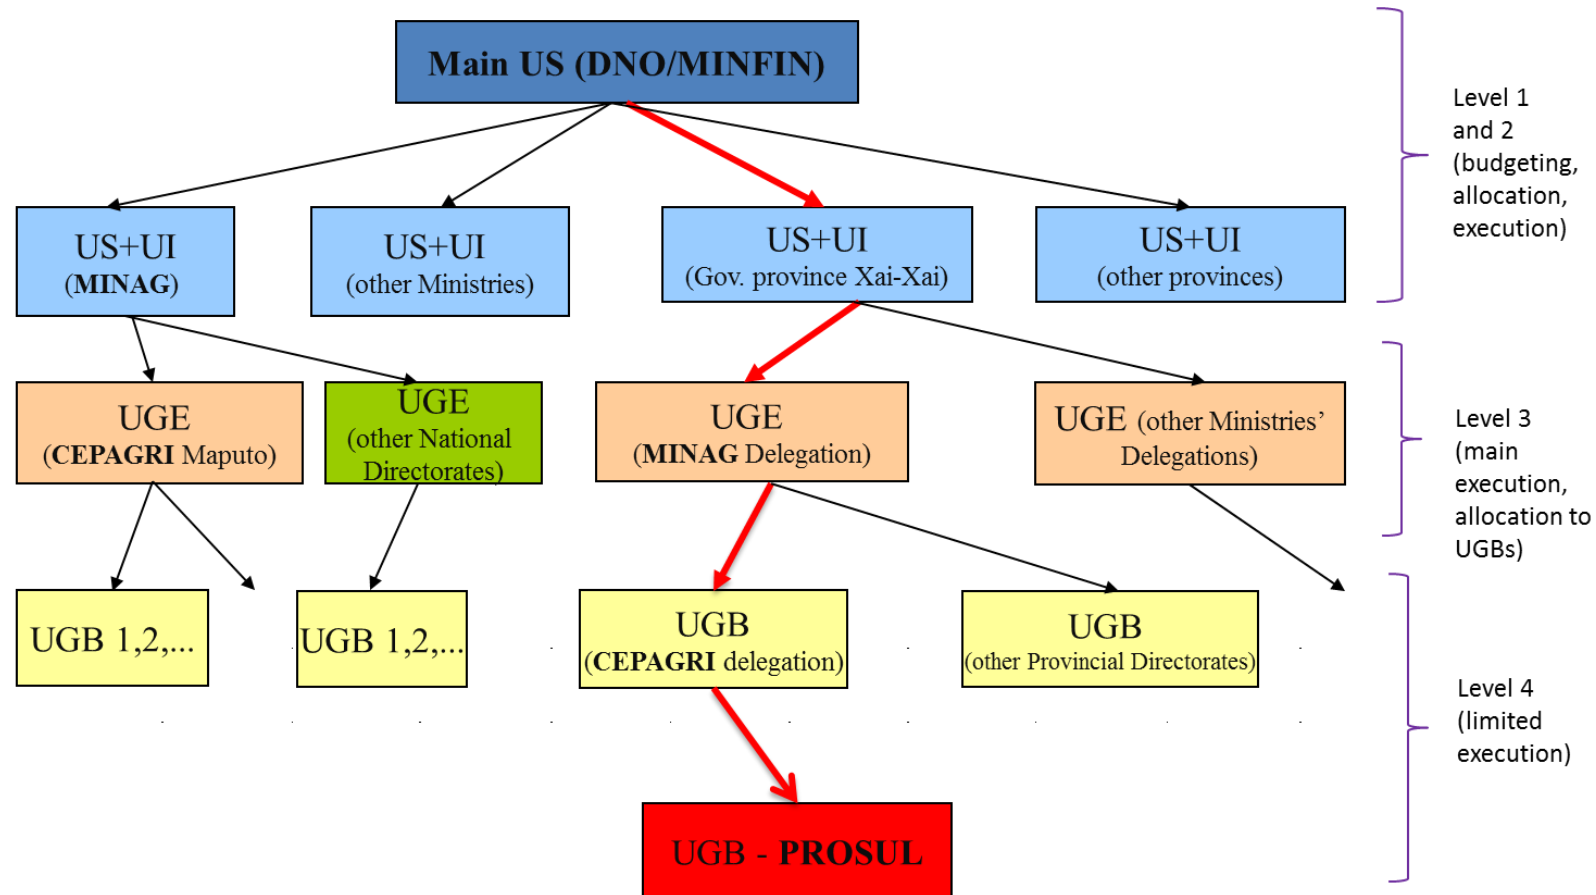 Main US (DNO/MINFIN)
Level 1
and 2
(budgeting,
allocation,
execution)
US+UI
(MINAG)
US+UI
(other Ministries)
US+UI
(Gov. province Xai-Xai)
US+UI
(other provinces)
UGE
(CEPAGRI Maputo)
UGE
(other National
Directorates)
UGE
(MINAG Delegation)
UGE (other Ministries’
Delegations)
Level 3
(main
execution,
allocation to
UGBs)
UGB 1,2,...
UGB 1,2,...
UGB
(CEPAGRI delegation)
UGB
(other Provincial Directorates)
Level 4
(limited
execution)
UGB - PROSUL